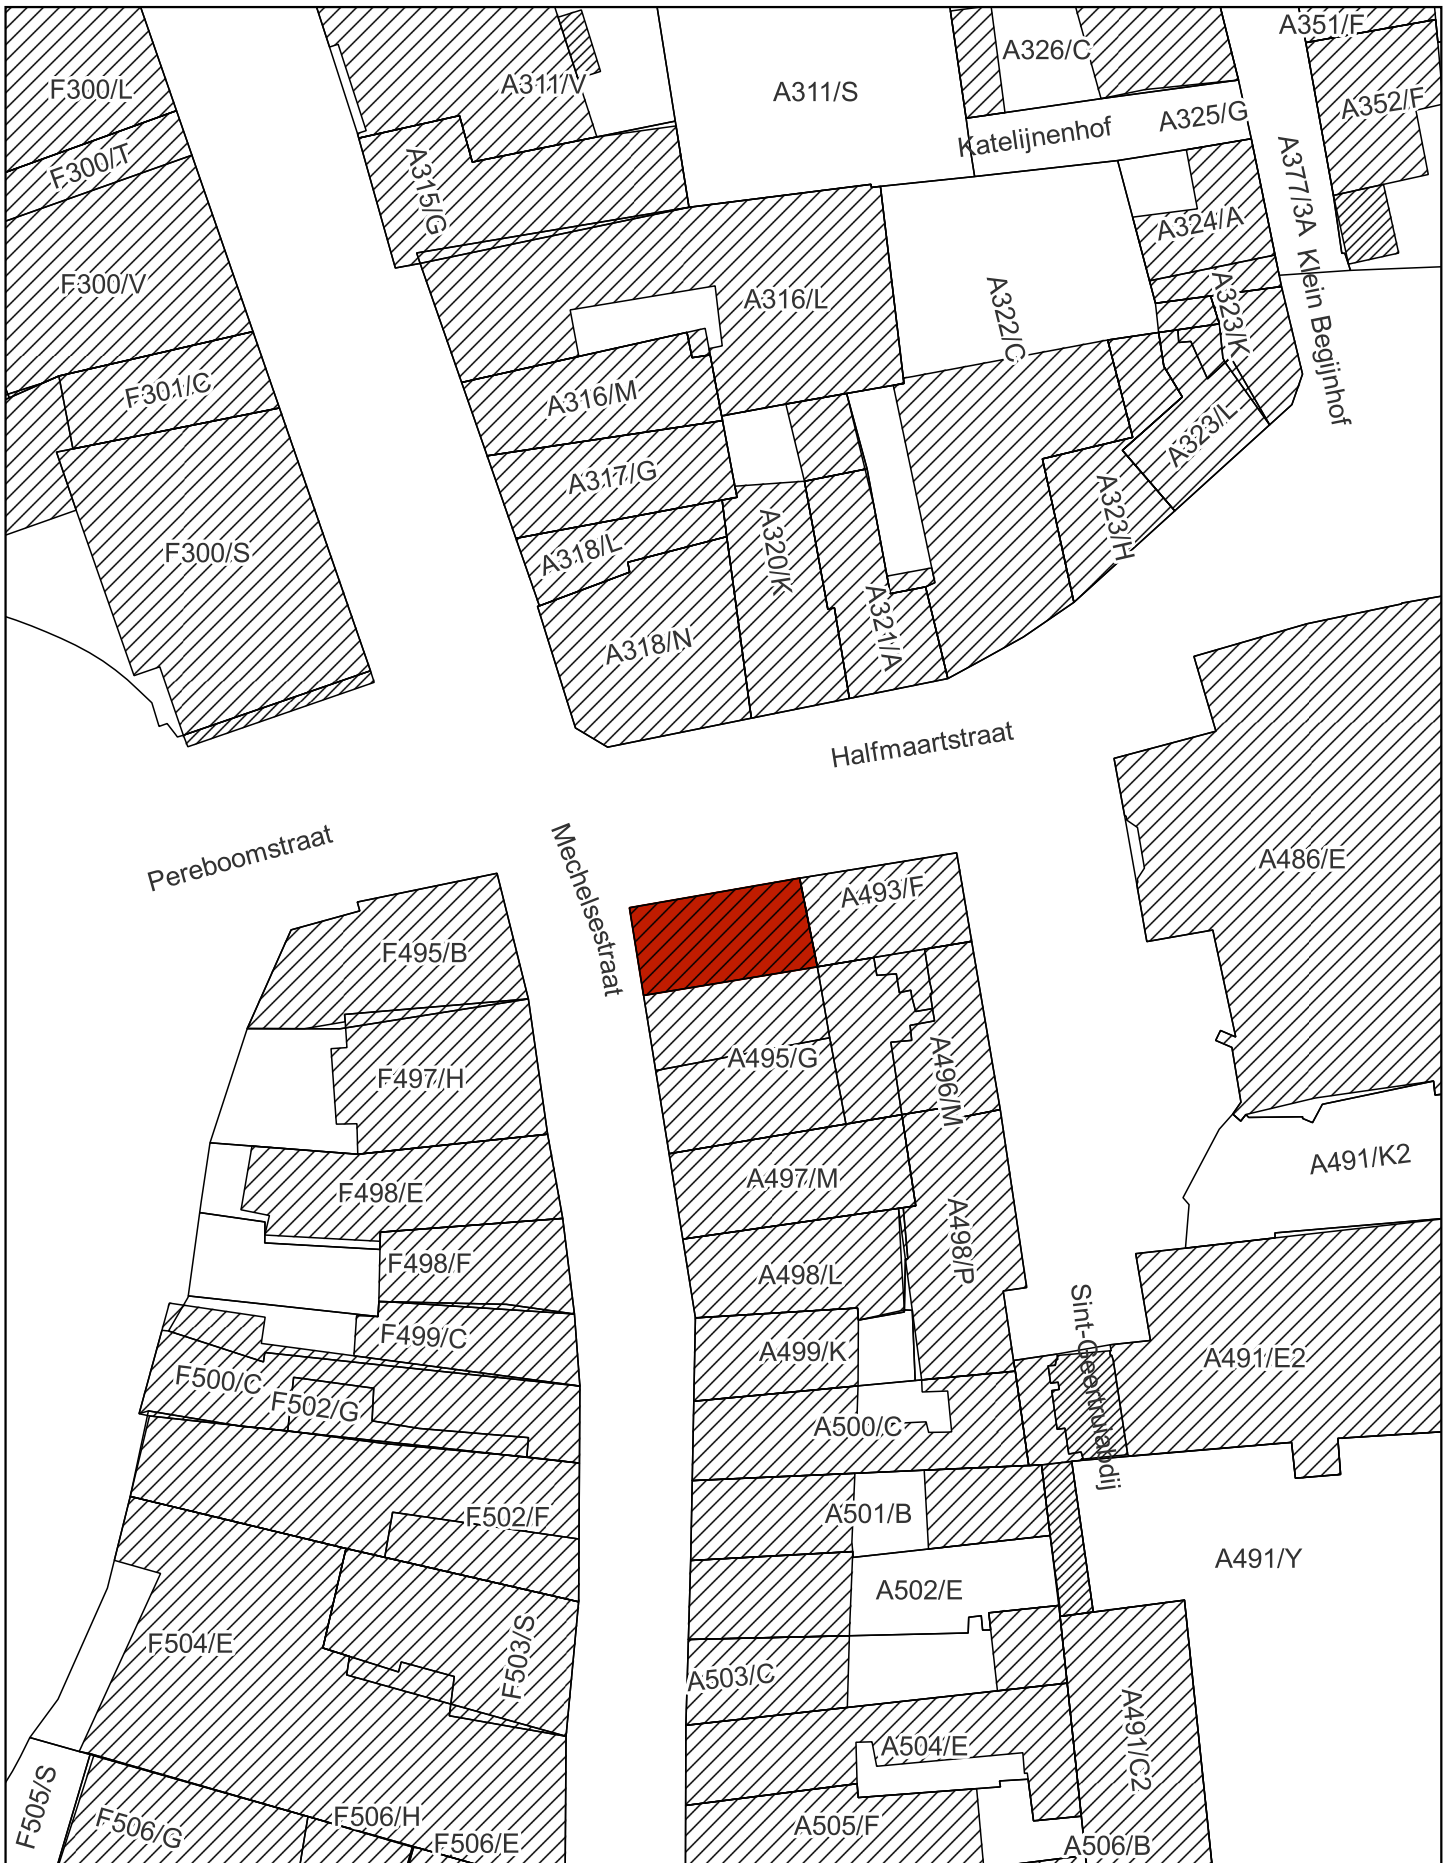 A351/F
A326/C
F300/L
A311/V
A311/S
A352/F
A325/G
Katelijnenhof
F300/T
A315/G
A377/3A
A324/A
F300/V
A316/L
A322/C
A323/K
Klein Begijnhof
F301/C
A316/M
A323/L
A317/G
A323/H
F300/S
A318/L
A320/K
A318/N
A321/A
Halfmaartstraat
Pereboomstraat
Mechelsestraat
A486/E
A493/F
F495/B
A495/G
F497/H
A496/M
A491/K2
A497/M
F498/E
A498/P
F498/F
A498/L
F499/C
A499/K
Sint-Geertruiabdij
A491/E2
F500/C
F502/G
A500/C
F502/F
A501/B
A491/Y
A502/E
F504/E
F503/S
A503/C
A491/C2
A504/E
F505/S
F506/G
F506/H
A505/F
F506/E
A506/B